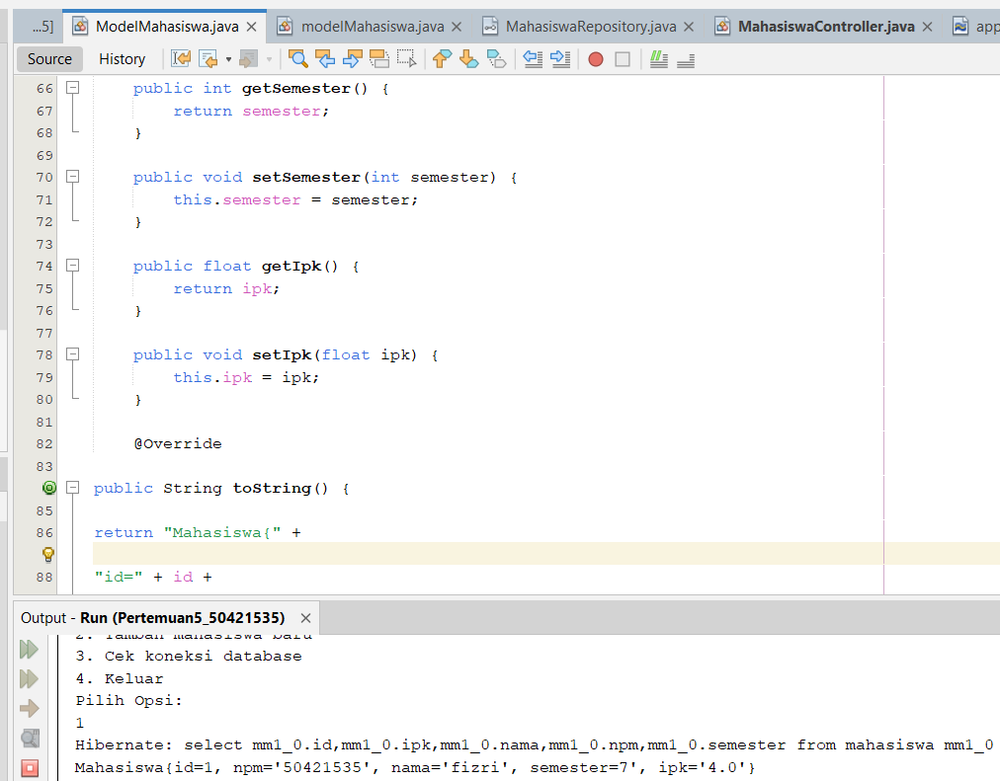 ...5] ModelMahasiswa.java modelMahasiswa.java MahasiswaRepository.java MahasiswaController.java app
Source History
66 public int getSemester() {
67 return semester;
68 }
69
70 public void setSemester(int semester) {
71 this.semester = semester;
72 }
73
74 public float getIpk() {
75 return ipk;
76 }
77
78 public void setIpk(float ipk) {
79 this.ipk = ipk;
80 }
81
82 @Override
83
public String toString() {
85
86 return "Mahasiswa{" +
88 "id=" + id +
Output - Run (Pertemuan5_50421535)
2. Tambah mahasiswa baru
3. Cek koneksi database
4. Keluar
Pilih Opsi:
1
Hibernate: select mm1_0.id,mm1_0.ipk,mm1_0.nama,mm1_0.npm,mm1_0.semester from mahasiswa mm1_0
Mahasiswa{id=1, npm='50421535', nama='fizri', semester=7', ipk='4.0'}